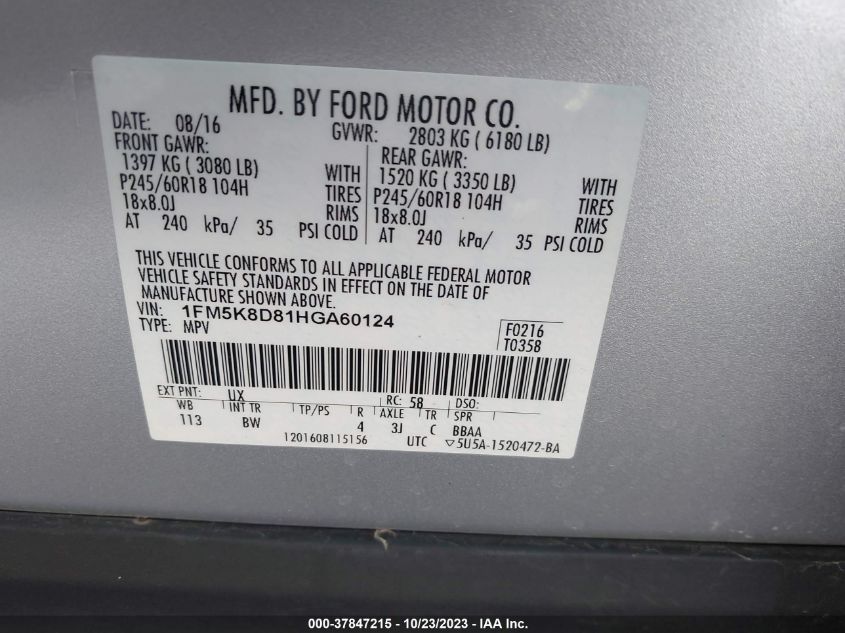 MFD. BY FORD MOTOR CO.
DATE: 08/16 GVWR: 2803 KG ( 6180 LB)
FRONT GAWR: REAR GAWR:
1397 KG ( 3080 LB) WITH 1520 KG ( 3350 LB) WITH
P245/60R18 104H TIRES P245/60R18 104H TIRES
18x8.0J RIMS 18x8.0J RIMS
AT 240 kPa/ 35 PSI COLD AT 240 kPa/ 35 PSI COLD
THIS VEHICLE CONFORMS TO ALL APPLICABLE FEDERAL MOTOR
VEHICLE SAFETY STANDARDS IN EFFECT ON THE DATE OF
MANUFACTURE SHOWN ABOVE.
VIN: 1FM5K8D81HGA60124 F0216
TYPE: MPV T0358
EXT PNT: UX RC: 58 DSO:
WB INT TR TP/PS R AXLE TR SPR
113 BW 4 3J C BBAA
1201608115156 UTC ▽5U5A-1520472-BA
000-37847215 - 10/23/2023 - IAA Inc.